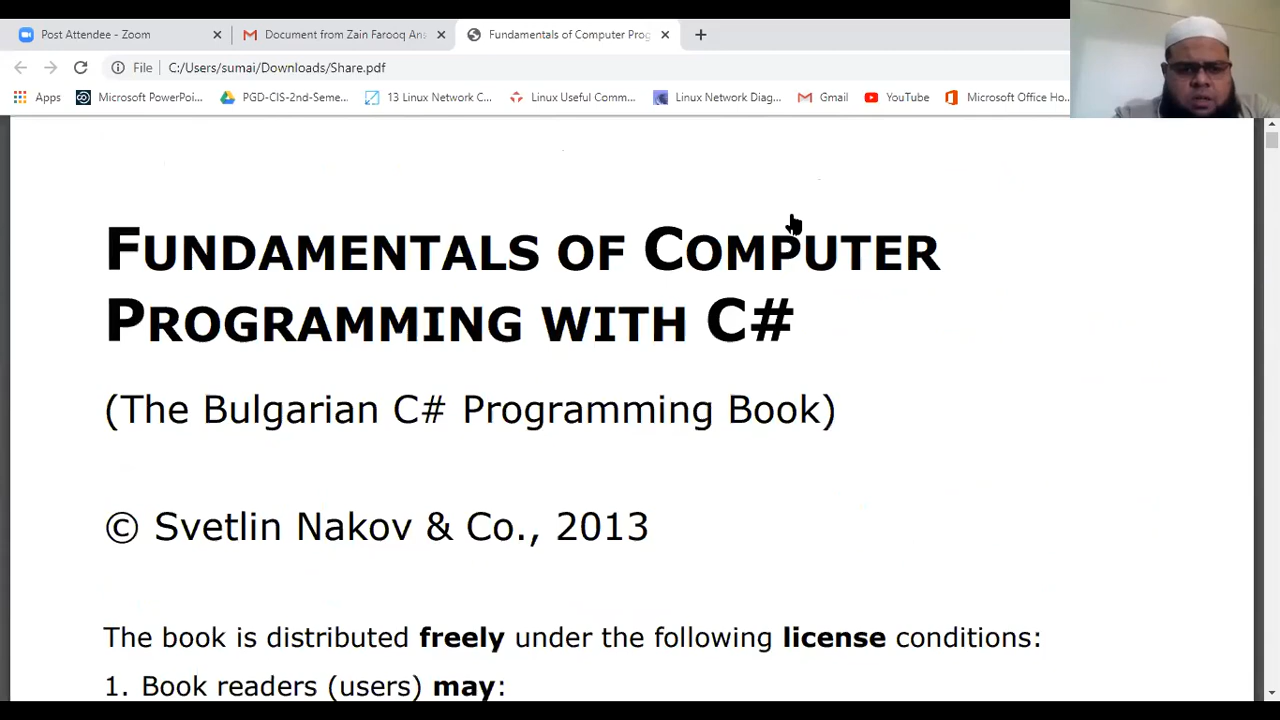 Post Attendee - Zoom
Document from Zain Farooq Ans
Fundamentals of Computer Prog
File
C:/Users/sumai/Downloads/Share.pdf
Apps
Microsoft PowerPoi...
PGD-CIS-2nd-Seme...
13 Linux Network C...
Linux Useful Comm...
Linux Network Diag...
Gmail
YouTube
Microsoft Office Ho...
FUNDAMENTALS OF COMPUTER
PROGRAMMING WITH C#
(The Bulgarian C# Programming Book)
© Svetlin Nakov & Co., 2013
The book is distributed freely under the following license conditions:
1. Book readers (users) may: